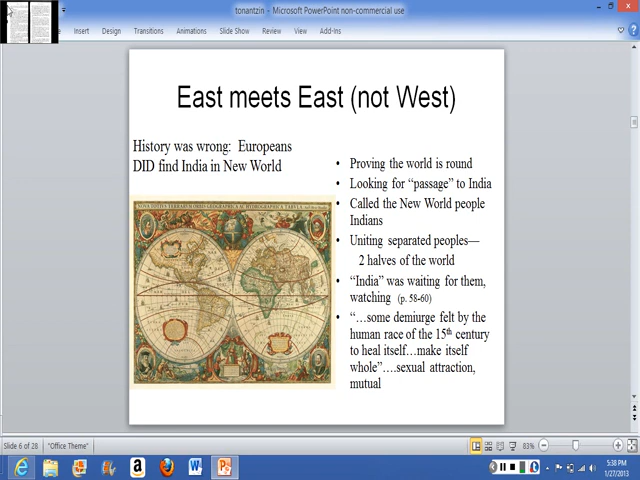 tonantzin - Microsoft PowerPoint non-commercial use
Insert Design Transitions Animations Slide Show Review View Add-Ins
East meets East (not West)
History was wrong: Europeans
DID find India in New World
• Proving the world is round
• Looking for “passage” to India
• Called the New World people
Indians
• Uniting separated peoples—
2 halves of the world
• “India” was waiting for them,
watching (p. 58-60)
• “…some demiurge felt by the
human race of the 15th century
to heal itself…make itself
whole”….sexual attraction,
mutual
Slide 6 of 28 "Office Theme" 83%
5:38 PM
1/27/2013